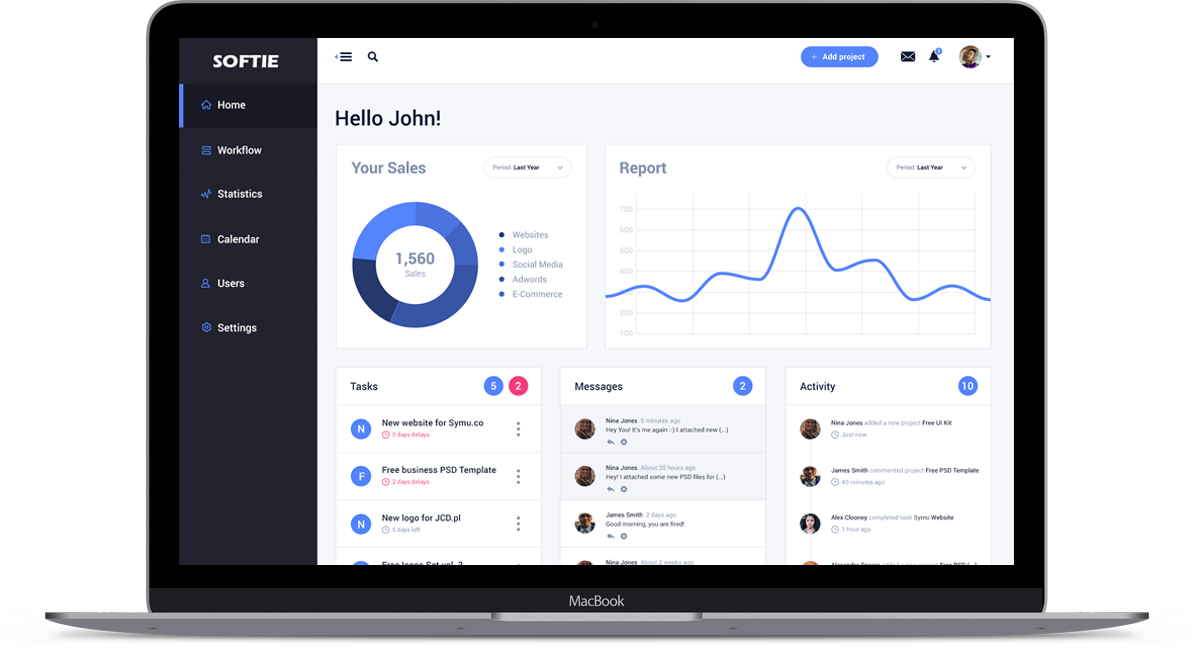 SOFTIE
+ Add project
2
Home
Workflow
Statistics
Calendar
Users
Settings
Hello John!
Your Sales
Period: Last Year
1,560
Sales
Websites
Logo
Social Media
Adwords
E-Commerce
Report
Period: Last Year
700
600
500
400
300
200
100
Tasks
5
2
N
New website for Symu.co
5 days delays
F
Free business PSD Template
2 days delays
N
New logo for JCD.pl
5 days left
Messages
2
Nina Jones 5 minutes ago
Hey You! It's me again :-) I attached new (...)
Nina Jones About 20 hours ago
Hey! I attached some new PSD files for (...)
James Smith 2 days ago
Good morning, you are fired!
Nina Jones About 2 weeks ago
Activity
10
Nina Jones added a new project Free UI Kit
Just now
James Smith commented project Free PSD Template
40 minutes ago
Alex Clooney completed task Symu Website
1 hour ago
MacBook